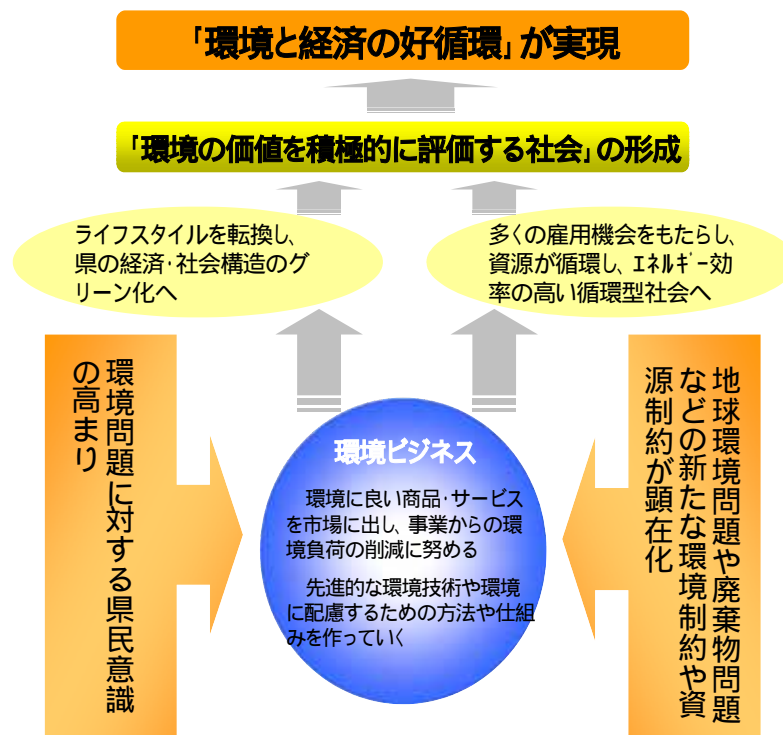 「環境と経済の好循環」が実現
「環境の価値を積極的に評価する社会」の形成
ライフスタイルを転換し、
県の経済・社会構造のグ
リーン化へ
多くの雇用機会をもたらし、
資源が循環し、エネルギー効
率の高い循環型社会へ
環境問題に対する県民意識
の高まり
環境ビジネス
環境に良い商品・サービス
を市場に出し、事業からの環
境負荷の削減に努める
先進的な環境技術や環境
に配慮するための方法や仕組
みを作っていく
地球環境問題や廃棄物問題
などの新たな環境制約や資
源制約が顕在化